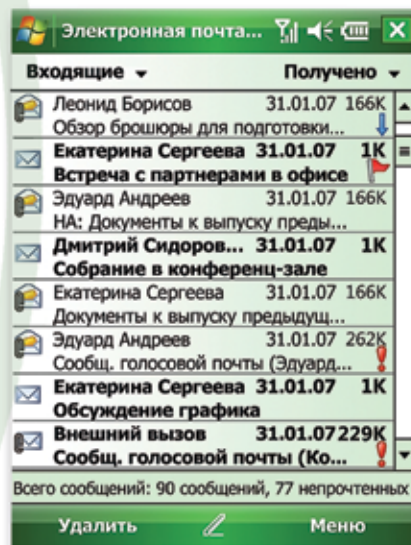 Электронная почта...
Входящие Получено
Леонид Борисов 31.01.07 166K
Обзор брошюры для подготовки...
Екатерина Сергеева 31.01.07 1K
Встреча с партнерами в офисе
Эдуард Андреев 31.01.07 166K
НА: Документы к выпуску преды...
Дмитрий Сидоров... 31.01.07 1K
Собрание в конференц-зале
Екатерина Сергеева 31.01.07 166K
Документы к выпуску предыдущ...
Эдуард Андреев 31.01.07 262K
Сообщ. голосовой почты (Эдуард...
Екатерина Сергеева 31.01.07 1K
Обсуждение графика
Внешний вызов 31.01.07 229K
Сообщ. голосовой почты (Ко...
Всего сообщений: 90 сообщений, 77 непрочтенных
Удалить Меню